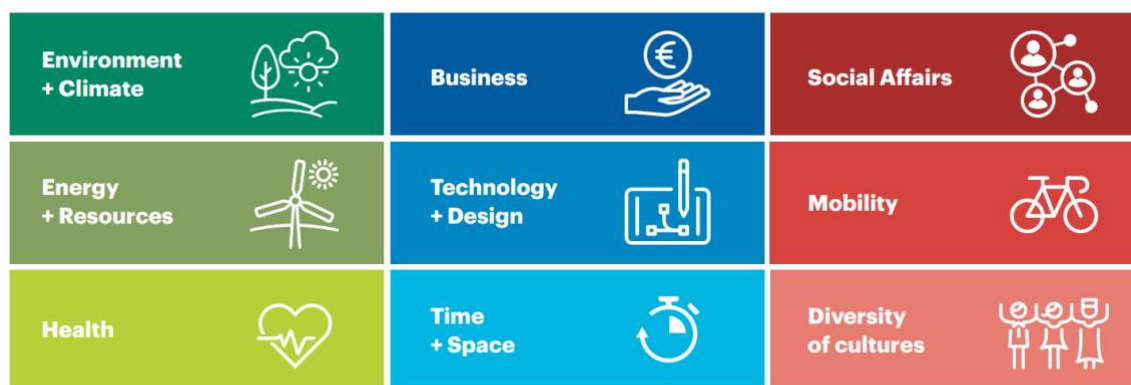 Environment
+ Climate
Business
€
Social Affairs
Energy
+ Resources
Technology
+ Design
Mobility
Health
Time
+ Space
Diversity
of cultures